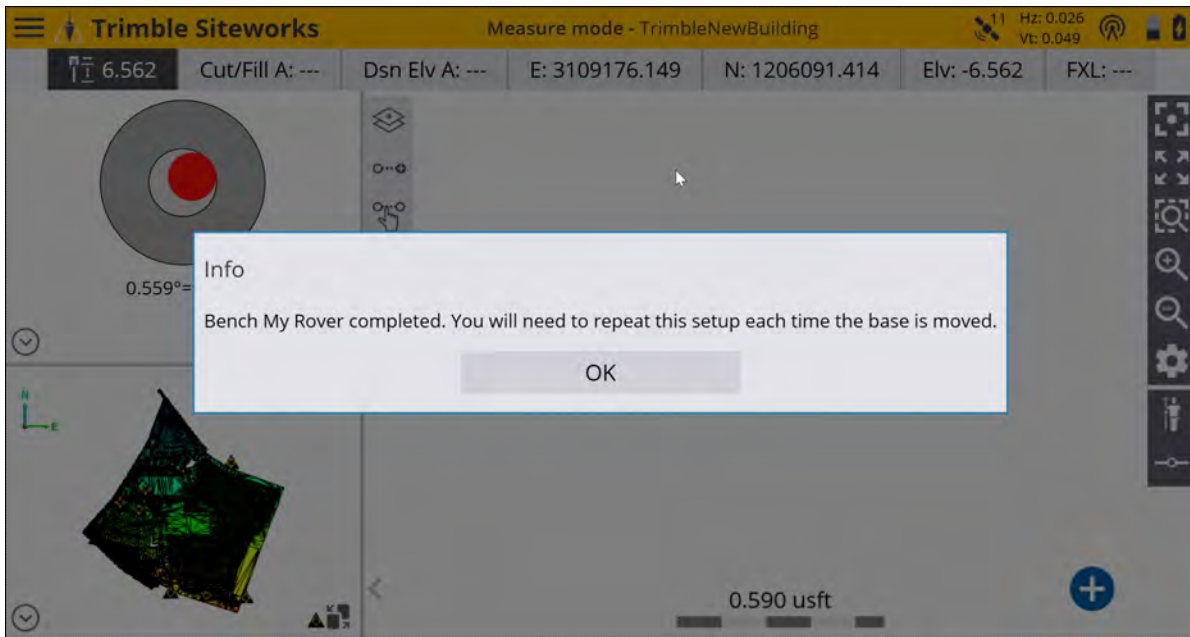 Trimble Siteworks
Measure mode - TrimbleNewBuilding
11
Hz: 0.026
Vt: 0.049
6.562
Cut/Fill A: ---
Dsn Elv A: ---
E: 3109176.149
N: 1206091.414
Elv: -6.562
FXL: ---
0.559°=
Info
Bench My Rover completed. You will need to repeat this setup each time the base is moved.
OK
N
E
0.590 usft